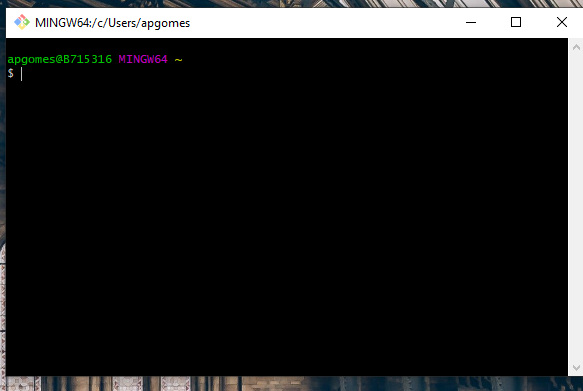 MINGW64:/c/Users/apgomes
apgomes@B715316 MINGW64 ~
$